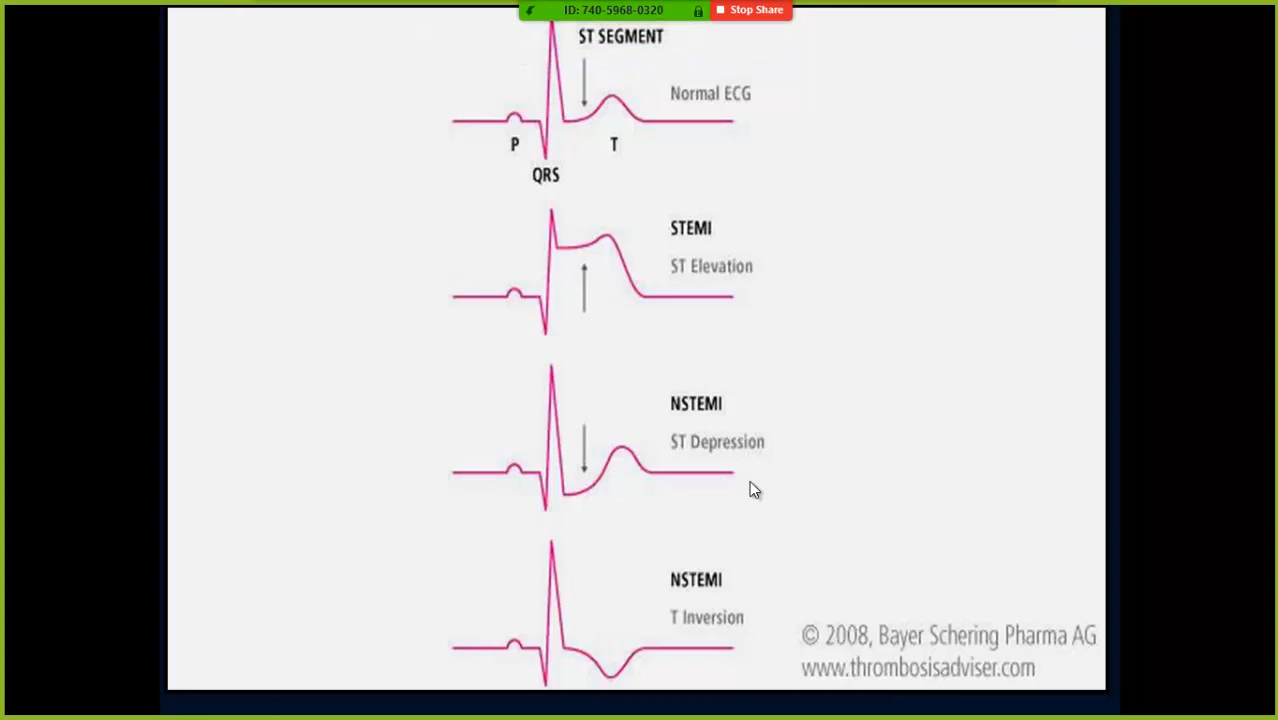 ID: 740-5968-0320
Stop Share
ST SEGMENT
Normal ECG
P
T
QRS
STEMI
ST Elevation
NSTEMI
ST Depression
NSTEMI
T Inversion
© 2008, Bayer Schering Pharma AG
www.thrombosisadviser.com